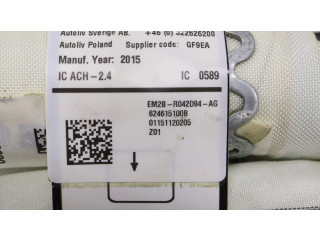 Autoliv Sverige AB. +46 (0) 322626200
Autoliv Poland Supplier code: GF9EA
Manuf. Year: 2015
IC ACH-2.4 IC 0589
EM2B-R042D94-AG
624615100B
01151120205
Z01